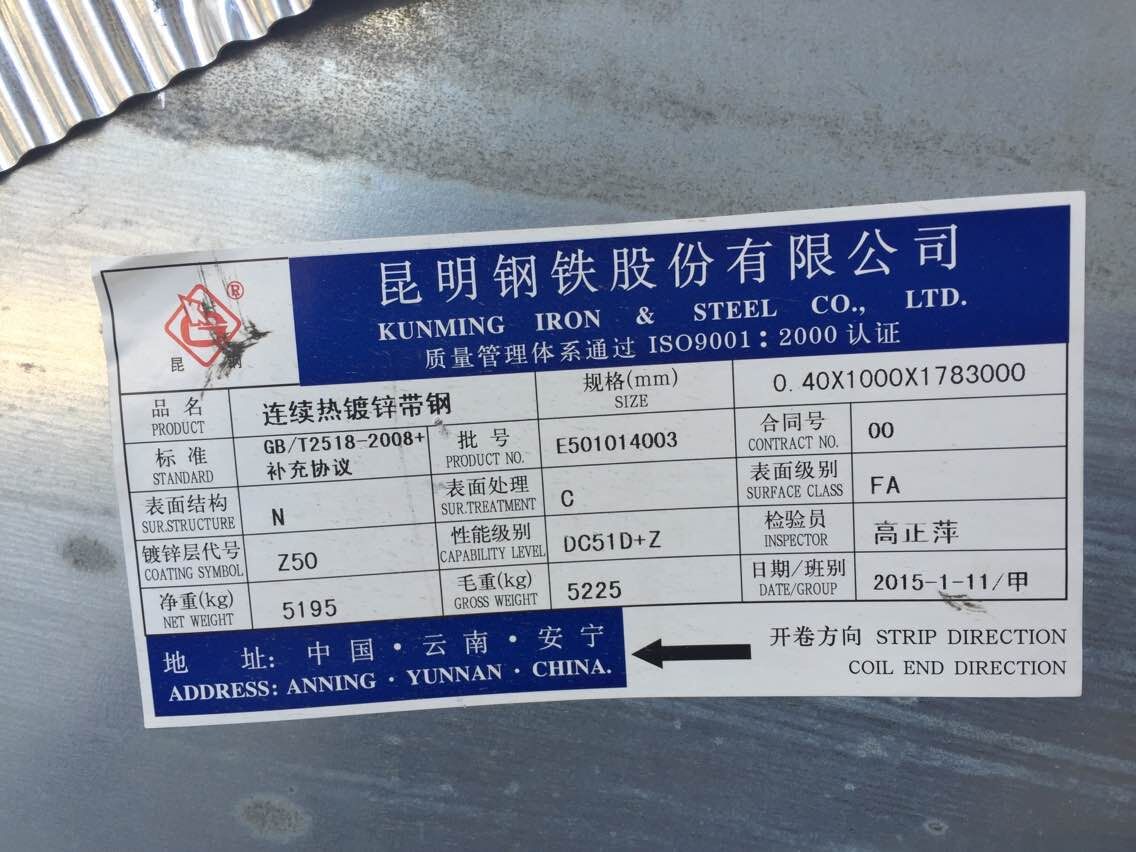 昆明钢铁股份有限公司
KUNMING IRON & STEEL CO., LTD.
质量管理体系通过 ISO9001：2000 认证
®
昆 钢
品名 连续热镀锌带钢 规格(mm) 0.40X1000X1783000
PRODUCT SIZE
标准 GB/T2518-2008+ 批号 E501014003 合同号 00
STANDARD 补充协议 PRODUCT NO. CONTRACT NO.
表面结构 N 表面处理 C 表面级别 FA
SUR.STRUCTURE SUR.TREATMENT SURFACE CLASS
镀锌层代号 Z50 性能级别 DC51D+Z 检验员 高正萍
COATING SYMBOL CAPABILITY LEVEL INSPECTOR
净重(kg) 5195 毛重(kg) 5225 日期/班别 2015-1-11/甲
NET WEIGHT GROSS WEIGHT DATE/GROUP
地 址: 中国·云南·安宁
ADDRESS: ANNING · YUNNAN · CHINA.
开卷方向 STRIP DIRECTION
COIL END DIRECTION